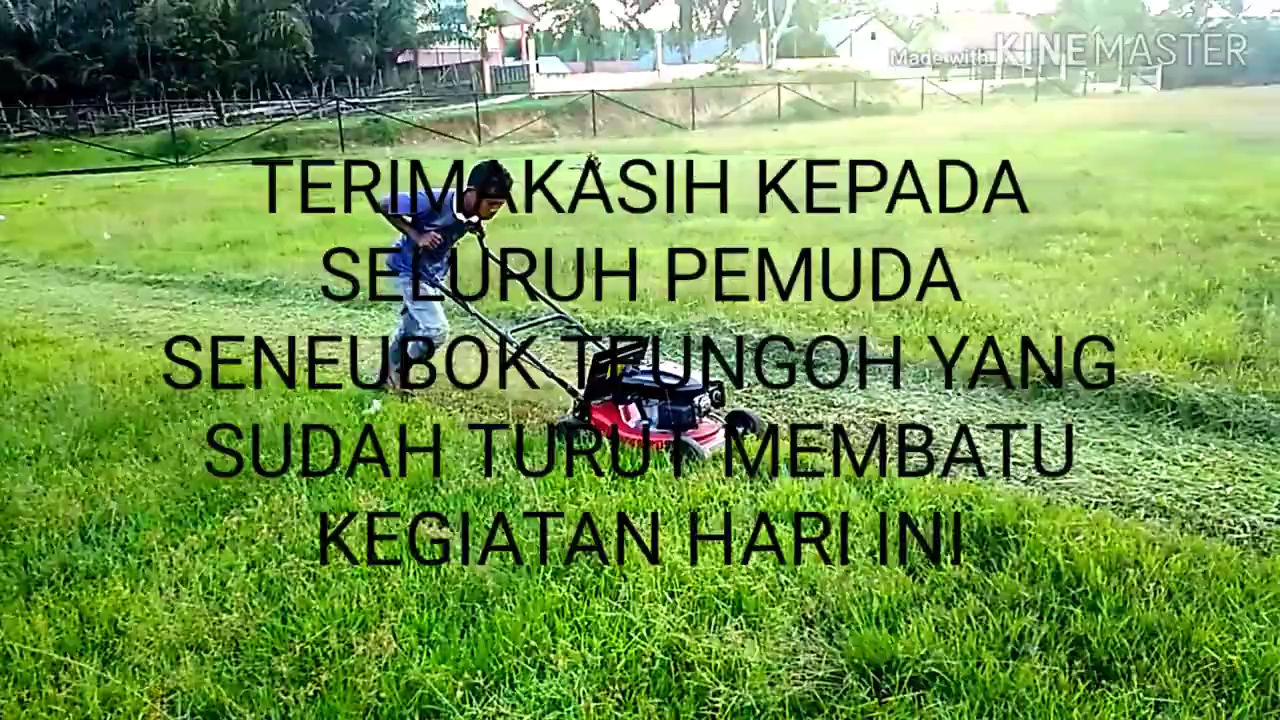 Made with KINEMASTER
TERIMAKASIH KEPADA
SELURUH PEMUDA
SENEUBOK TEUNGOH YANG
SUDAH TURUT MEMBATU
KEGIATAN HARI INI